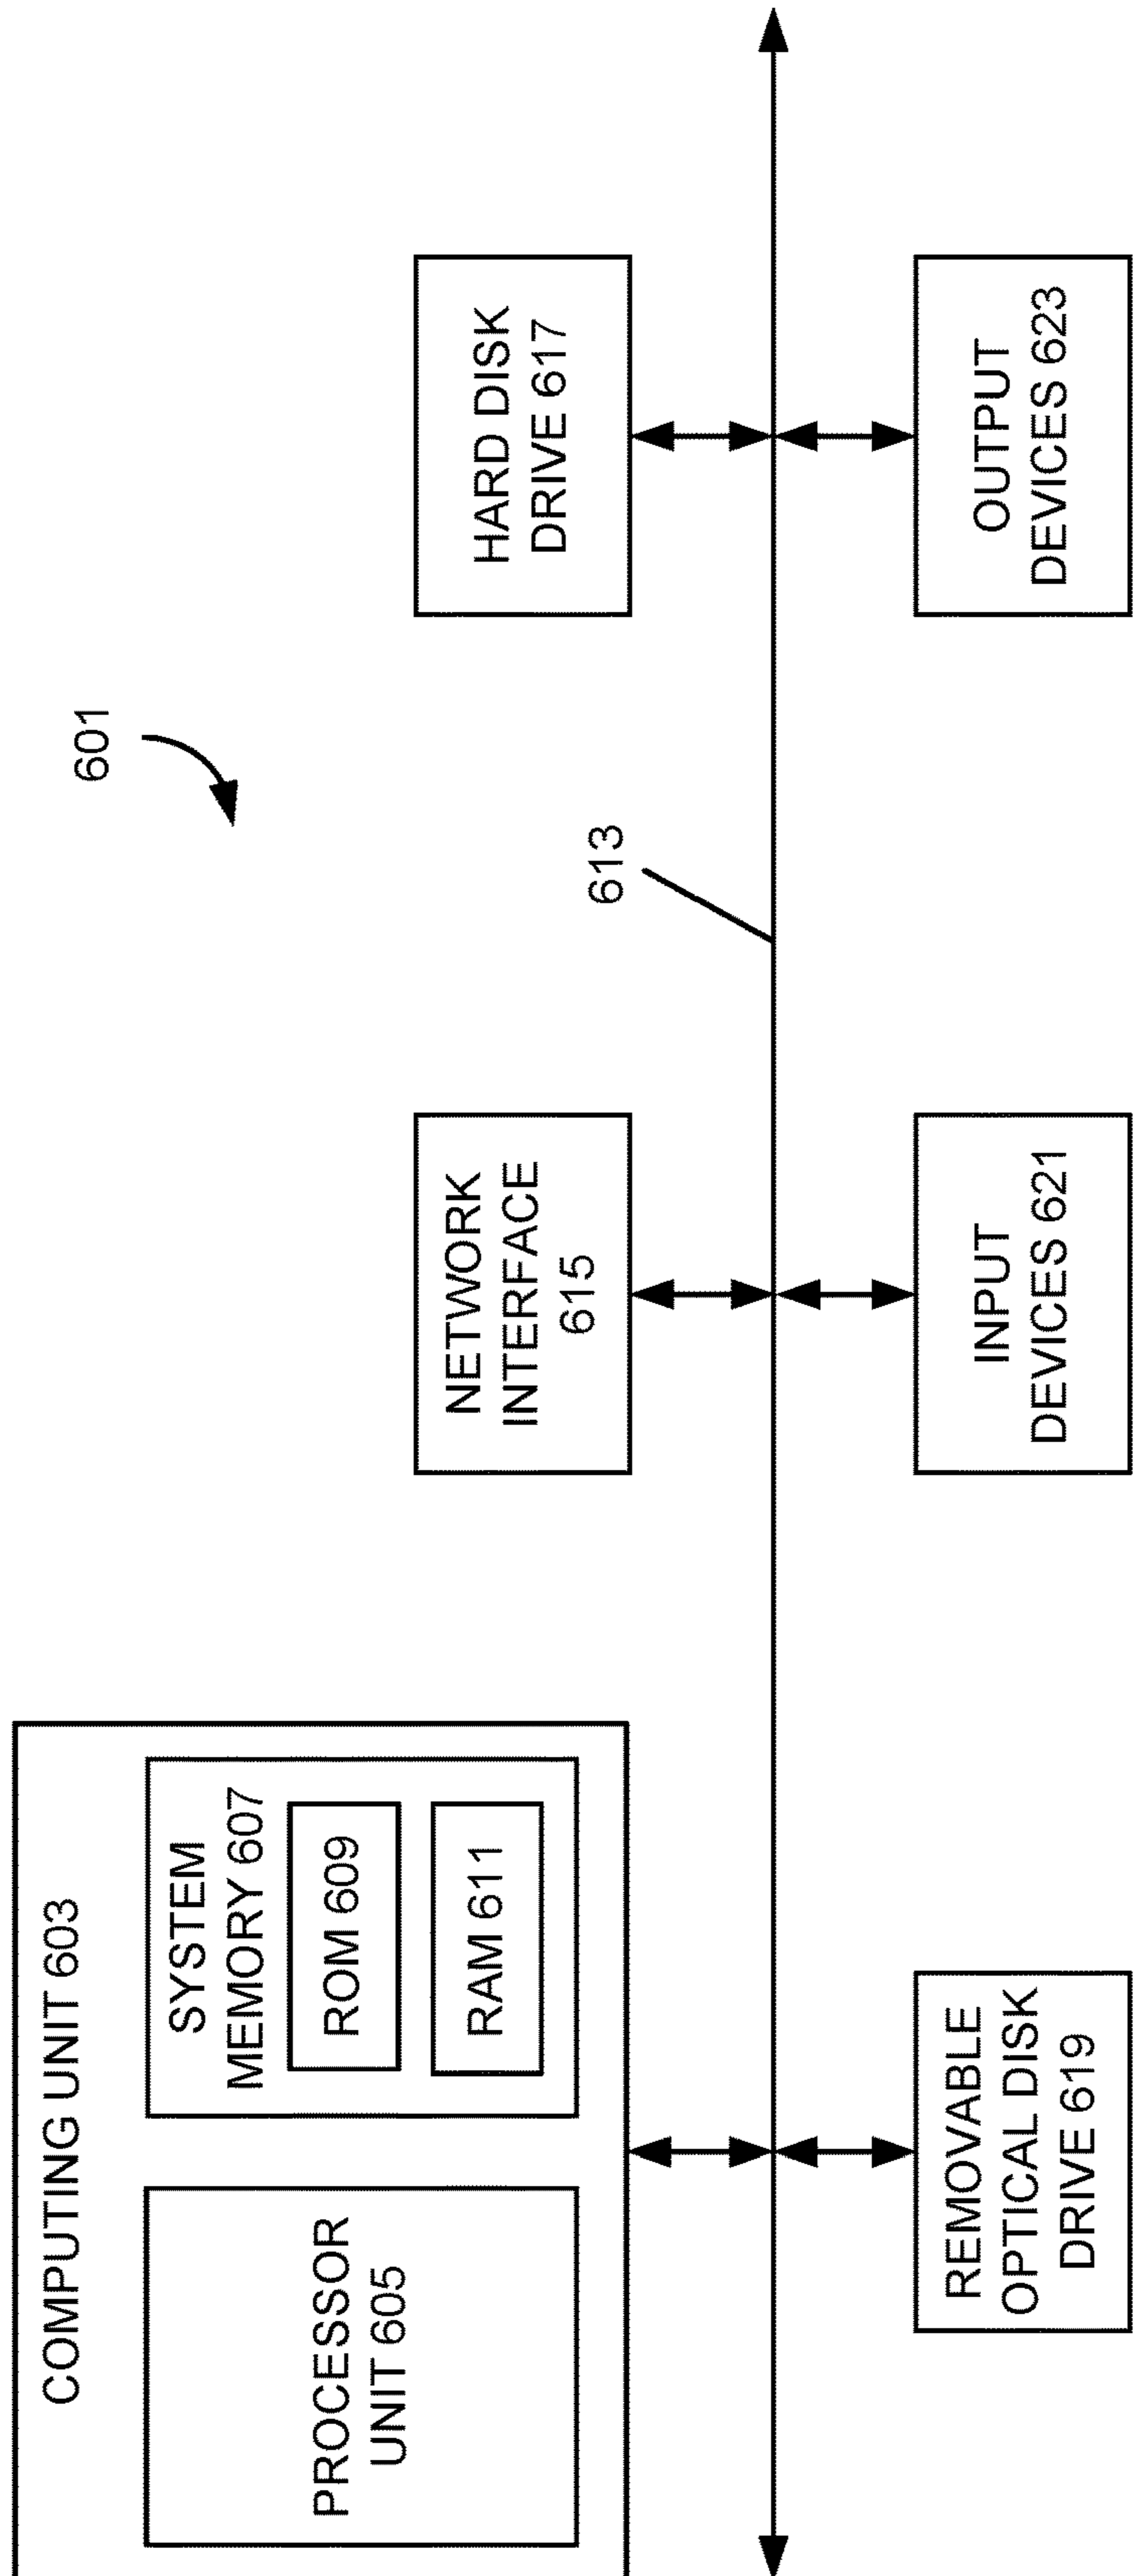 COMPUTING UNIT 603
PROCESSOR
UNIT 605
SYSTEM
MEMORY 607
ROM 609
RAM 611
601
NETWORK
INTERFACE
615
HARD DISK
DRIVE 617
613
REMOVABLE
OPTICAL DISK
DRIVE 619
INPUT
DEVICES 621
OUTPUT
DEVICES 623